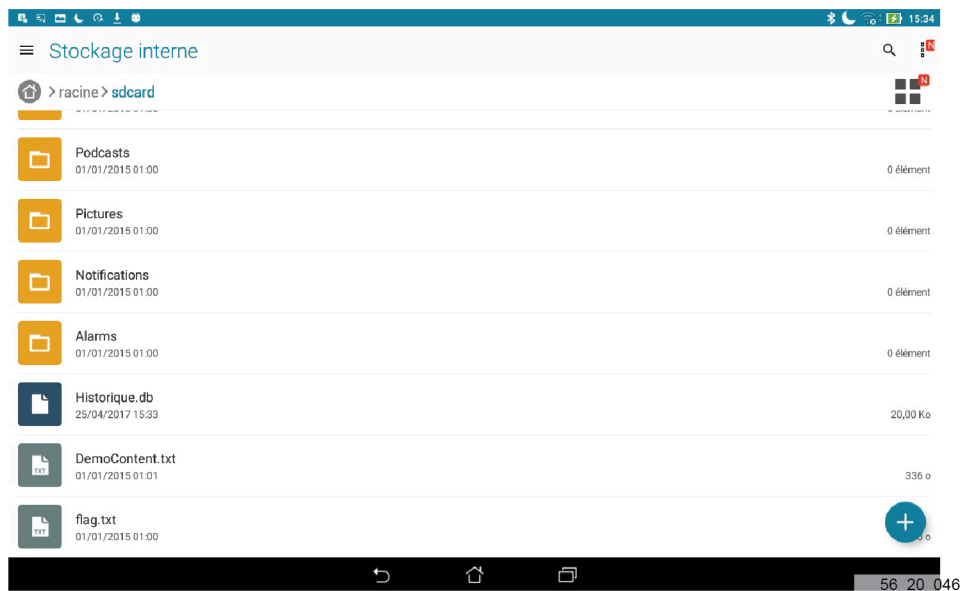 15:34
Stockage interne
N
> racine > sdcard
N
Podcasts
01/01/2015 01:00
0 élément
Pictures
01/01/2015 01:00
0 élément
Notifications
01/01/2015 01:00
0 élément
Alarms
01/01/2015 01:00
0 élément
Historique.db
25/04/2017 15:33
20,00 Ko
DemoContent.txt
TXT
01/01/2015 01:01
336 o
flag.txt
TXT
01/01/2015 01:00
56_20_046